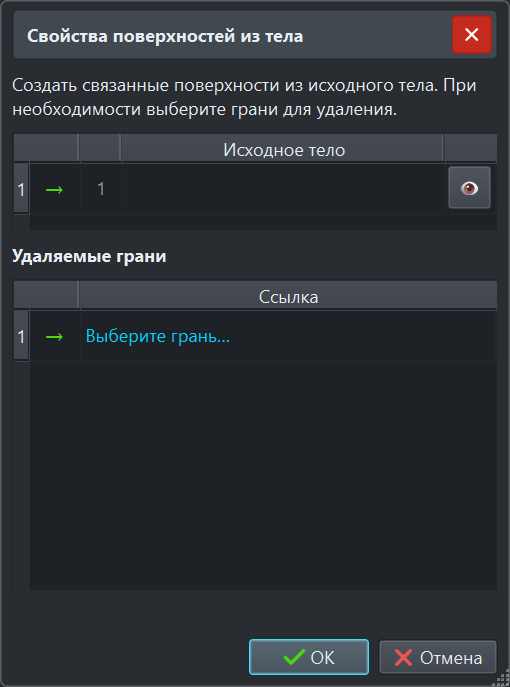 Свойства поверхностей из тела
Создать связанные поверхности из исходного тела. При
необходимости выберите грани для удаления.
Исходное тело
1 → 1
Удаляемые грани
Ссылка
1 → Выберите грань...
OK Отмена